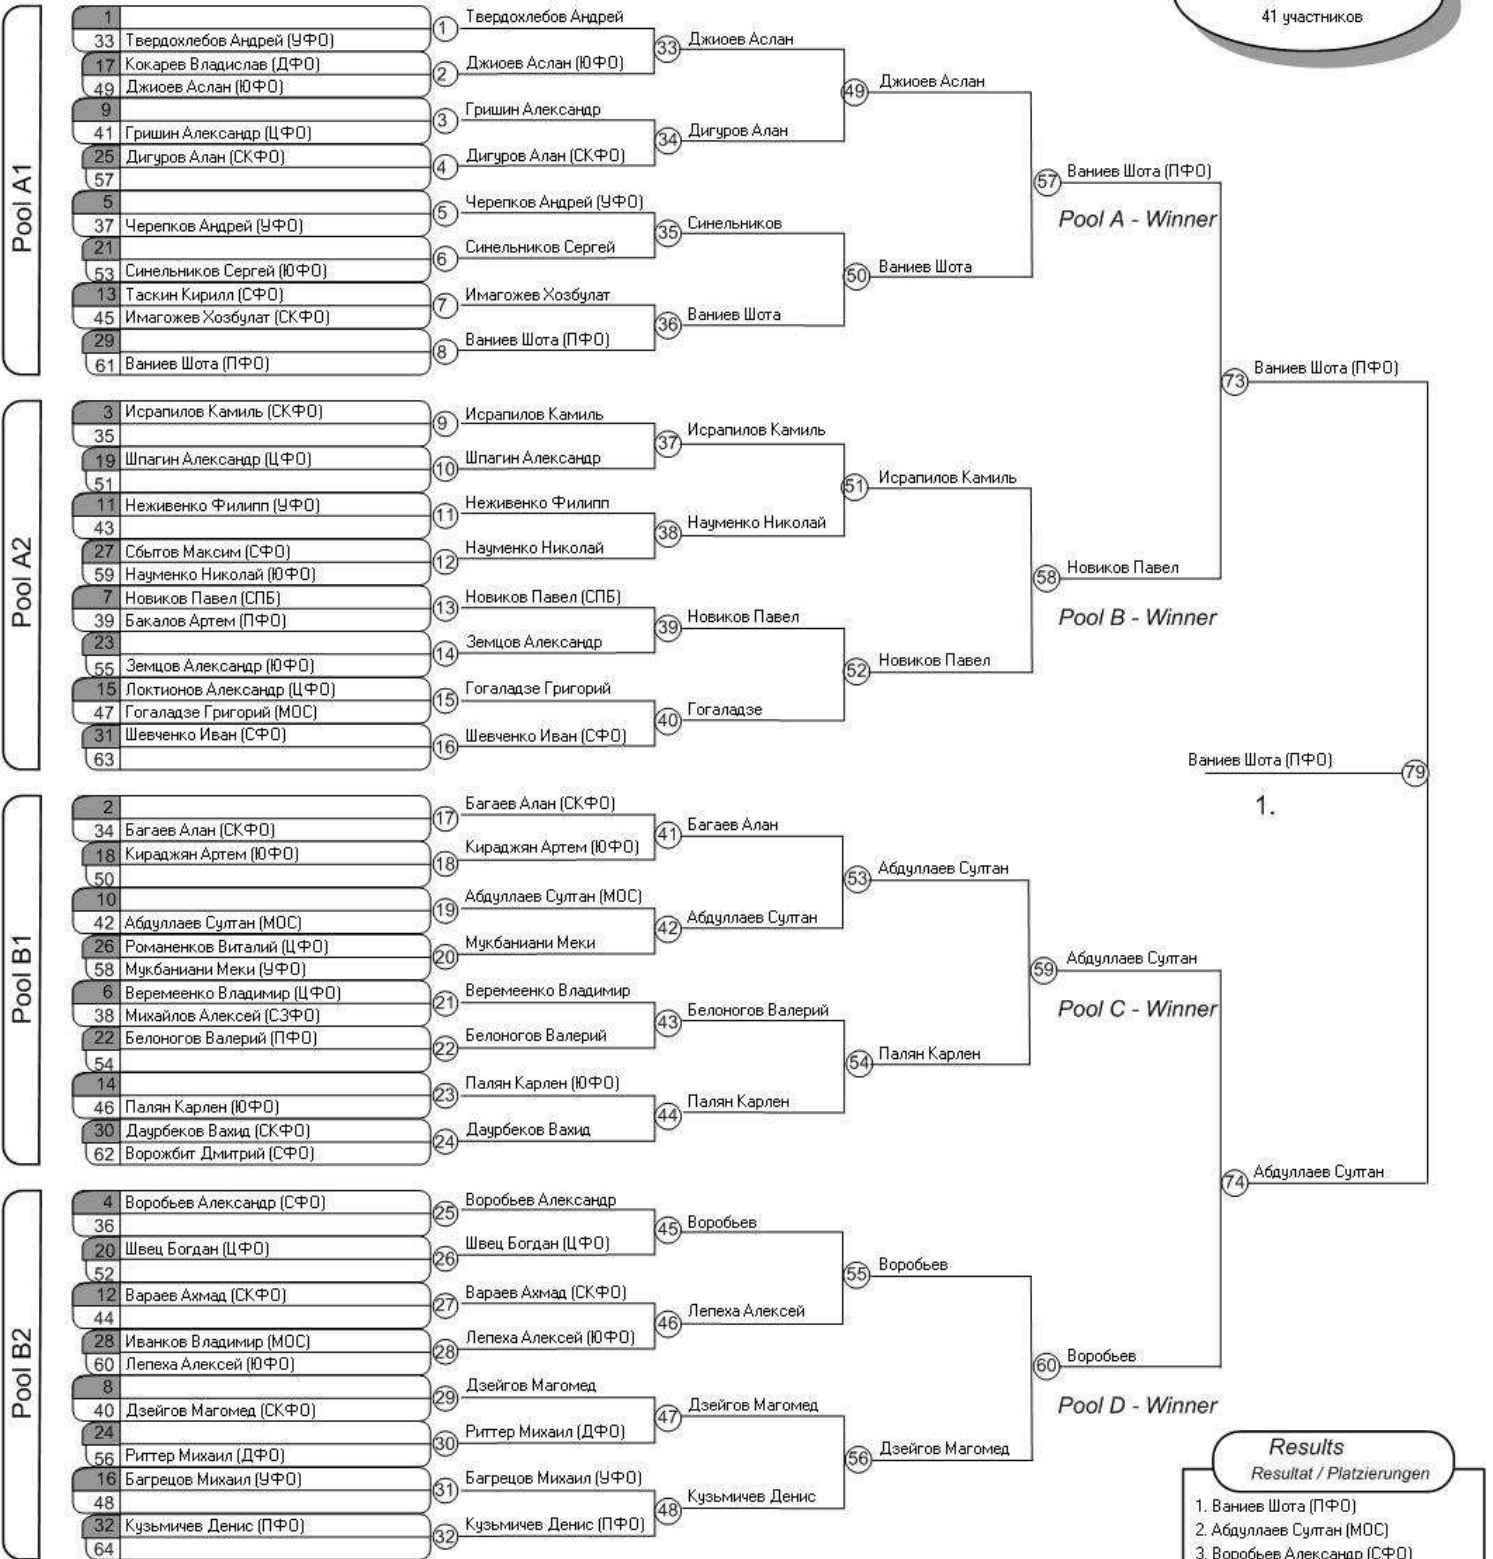 41 участников
Pool A1
1
33 Твердохлебов Андрей (УФО)
17 Кокарев Владислав (ДФО)
49 Джиоев Аслан (ЮФО)
9
41 Гришин Александр (ЦФО)
25 Дигуров Алан (СКФО)
57
5
37 Черепков Андрей (УФО)
21
53 Синельников Сергей (ЮФО)
13 Таскин Кирилл (СФО)
45 Имагожев Хозбулат (СКФО)
29
61 Ваниев Шота (ПФО)
1 Твердохлебов Андрей
2 Джиоев Аслан (ЮФО)
3 Гришин Александр
4 Дигуров Алан (СКФО)
5 Черепков Андрей (УФО)
6 Синельников Сергей
7 Имагожев Хозбулат
8 Ваниев Шота (ПФО)
33 Джиоев Аслан
34 Дигуров Алан
35 Синельников
36 Ваниев Шота
49 Джиоев Аслан
50 Ваниев Шота
57 Ваниев Шота (ПФО)
Pool A - Winner
Pool A2
3 Исрапилов Камиль (СКФО)
35
19 Шпагин Александр (ЦФО)
51
11 Неживенко Филипп (УФО)
43
27 Сбытов Максим (СФО)
59 Науменко Николай (ЮФО)
7 Новиков Павел (СПБ)
39 Бакалов Артем (ПФО)
23
55 Земцов Александр (ЮФО)
15 Локтионов Александр (ЦФО)
47 Гогаладзе Григорий (МОС)
31 Шевченко Иван (СФО)
63
9 Исрапилов Камиль
10 Шпагин Александр
11 Неживенко Филипп
12 Науменко Николай
13 Новиков Павел (СПБ)
14 Земцов Александр
15 Гогаладзе Григорий
16 Шевченко Иван (СФО)
37 Исрапилов Камиль
38 Науменко Николай
39 Новиков Павел
40 Гогаладзе
51 Исрапилов Камиль
52 Новиков Павел
58 Новиков Павел
Pool B - Winner
73 Ваниев Шота (ПФО)
Ваниев Шота (ПФО) 79
1.
Pool B1
2
34 Багаев Алан (СКФО)
18 Кираджян Артем (ЮФО)
50
10
42 Абдуллаев Султан (МОС)
26 Романенков Виталий (ЦФО)
58 Мукбаниани Меки (УФО)
6 Веремеенко Владимир (ЦФО)
38 Михайлов Алексей (СЗФО)
22 Белоногов Валерий (ПФО)
54
14
46 Палян Карлен (ЮФО)
30 Даурбеков Вахид (СКФО)
62 Ворожбит Дмитрий (СФО)
17 Багаев Алан (СКФО)
18 Кираджян Артем (ЮФО)
19 Абдуллаев Султан (МОС)
20 Мукбаниани Меки
21 Веремеенко Владимир
22 Белоногов Валерий
23 Палян Карлен (ЮФО)
24 Даурбеков Вахид
41 Багаев Алан
42 Абдуллаев Султан
43 Белоногов Валерий
44 Палян Карлен
53 Абдуллаев Султан
54 Палян Карлен
59 Абдуллаев Султан
Pool C - Winner
74 Абдуллаев Султан
Pool B2
4 Воробьев Александр (СФО)
36
20 Швец Богдан (ЦФО)
52
12 Вараев Ахмад (СКФО)
44
28 Иванков Владимир (МОС)
60 Лепеха Алексей (ЮФО)
8
40 Дзейгов Магомед (СКФО)
24
56 Риттер Михаил (ДФО)
16 Багрецов Михаил (УФО)
48
32 Кузьмичев Денис (ПФО)
64
25 Воробьев Александр
26 Швец Богдан (ЦФО)
27 Вараев Ахмад (СКФО)
28 Лепеха Алексей (ЮФО)
29 Дзейгов Магомед
30 Риттер Михаил (ДФО)
31 Багрецов Михаил (УФО)
32 Кузьмичев Денис (ПФО)
45 Воробьев
46 Лепеха Алексей
47 Дзейгов Магомед
48 Кузьмичев Денис
55 Воробьев
56 Дзейгов Магомед
60 Воробьев
Pool D - Winner
Results
Resultat / Platzierungen
1. Ваниев Шота (ПФО)
2. Абдуллаев Султан (МОС)
3. Воробьев Александр (СФО)